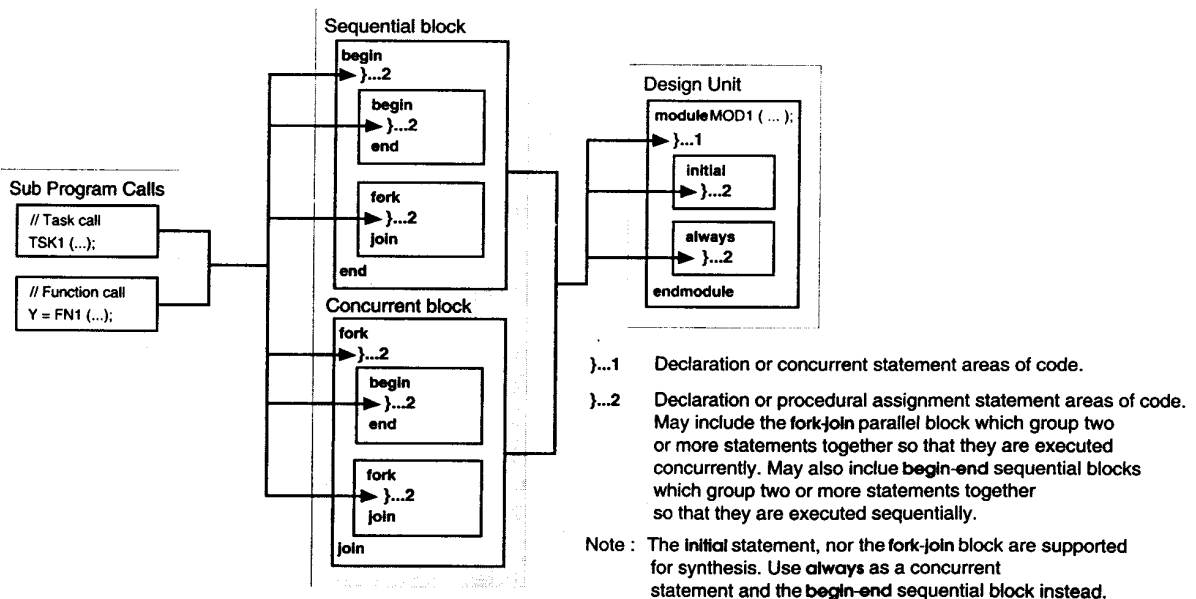 Sub Program Calls
// Task call
TSK1 (...);
// Function call
Y = FN1 (...);
Sequential block
begin
}...2
begin
}...2
end
fork
}...2
join
end
Concurrent block
fork
}...2
begin
}...2
end
fork
}...2
join
join
Design Unit
module MOD1 ( ... );
}...1
initial
}...2
always
}...2
endmodule
}...1 Declaration or concurrent statement areas of code.
}...2 Declaration or procedural assignment statement areas of code.
May include the fork-join parallel block which group two
or more statements together so that they are executed
concurrently. May also inclue begin-end sequential blocks
which group two or more statements together
so that they are executed sequentially.
Note : The initial statement, nor the fork-join block are supported
for synthesis. Use always as a concurrent
statement and the begin-end sequential block instead.